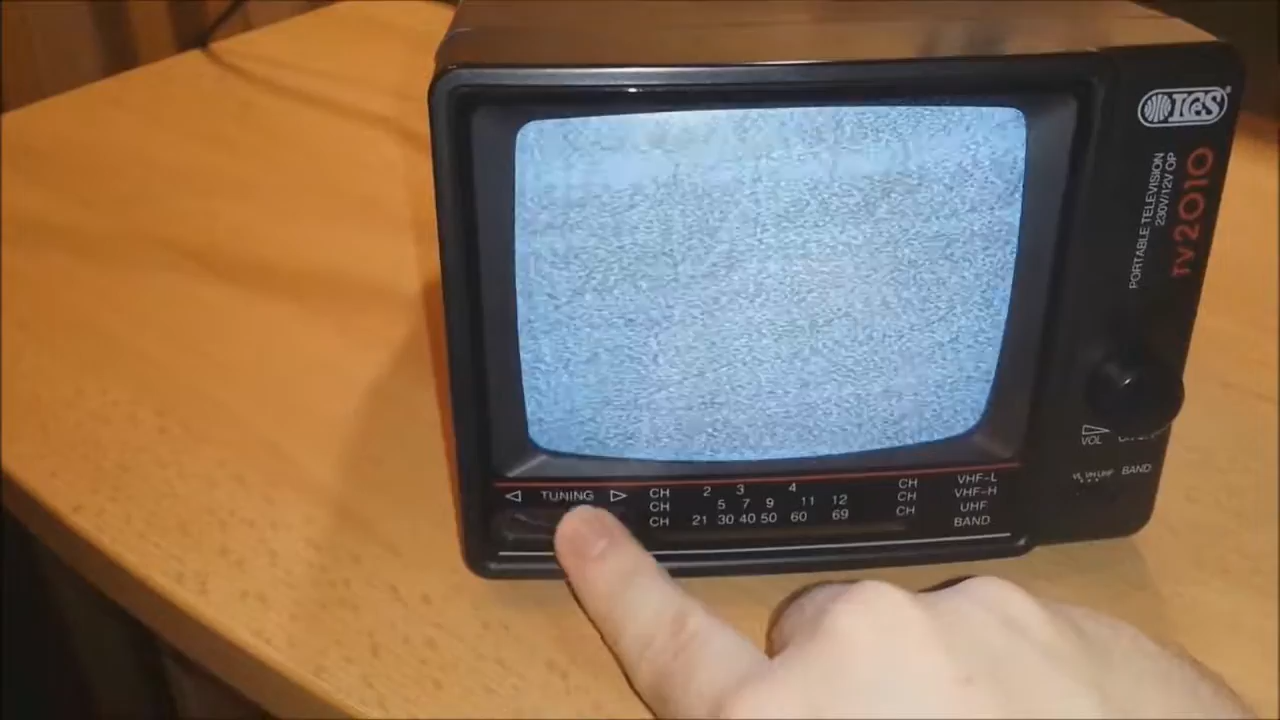 IGS
PORTABLE TELEVISION
230V/12V OP
TV2010
VOL
BAND
TUNING
CH 2 3 4 CH VHF-L
CH 5 7 9 11 12 CH VHF-H
CH 21 30 40 50 60 69 CH UHF
BAND